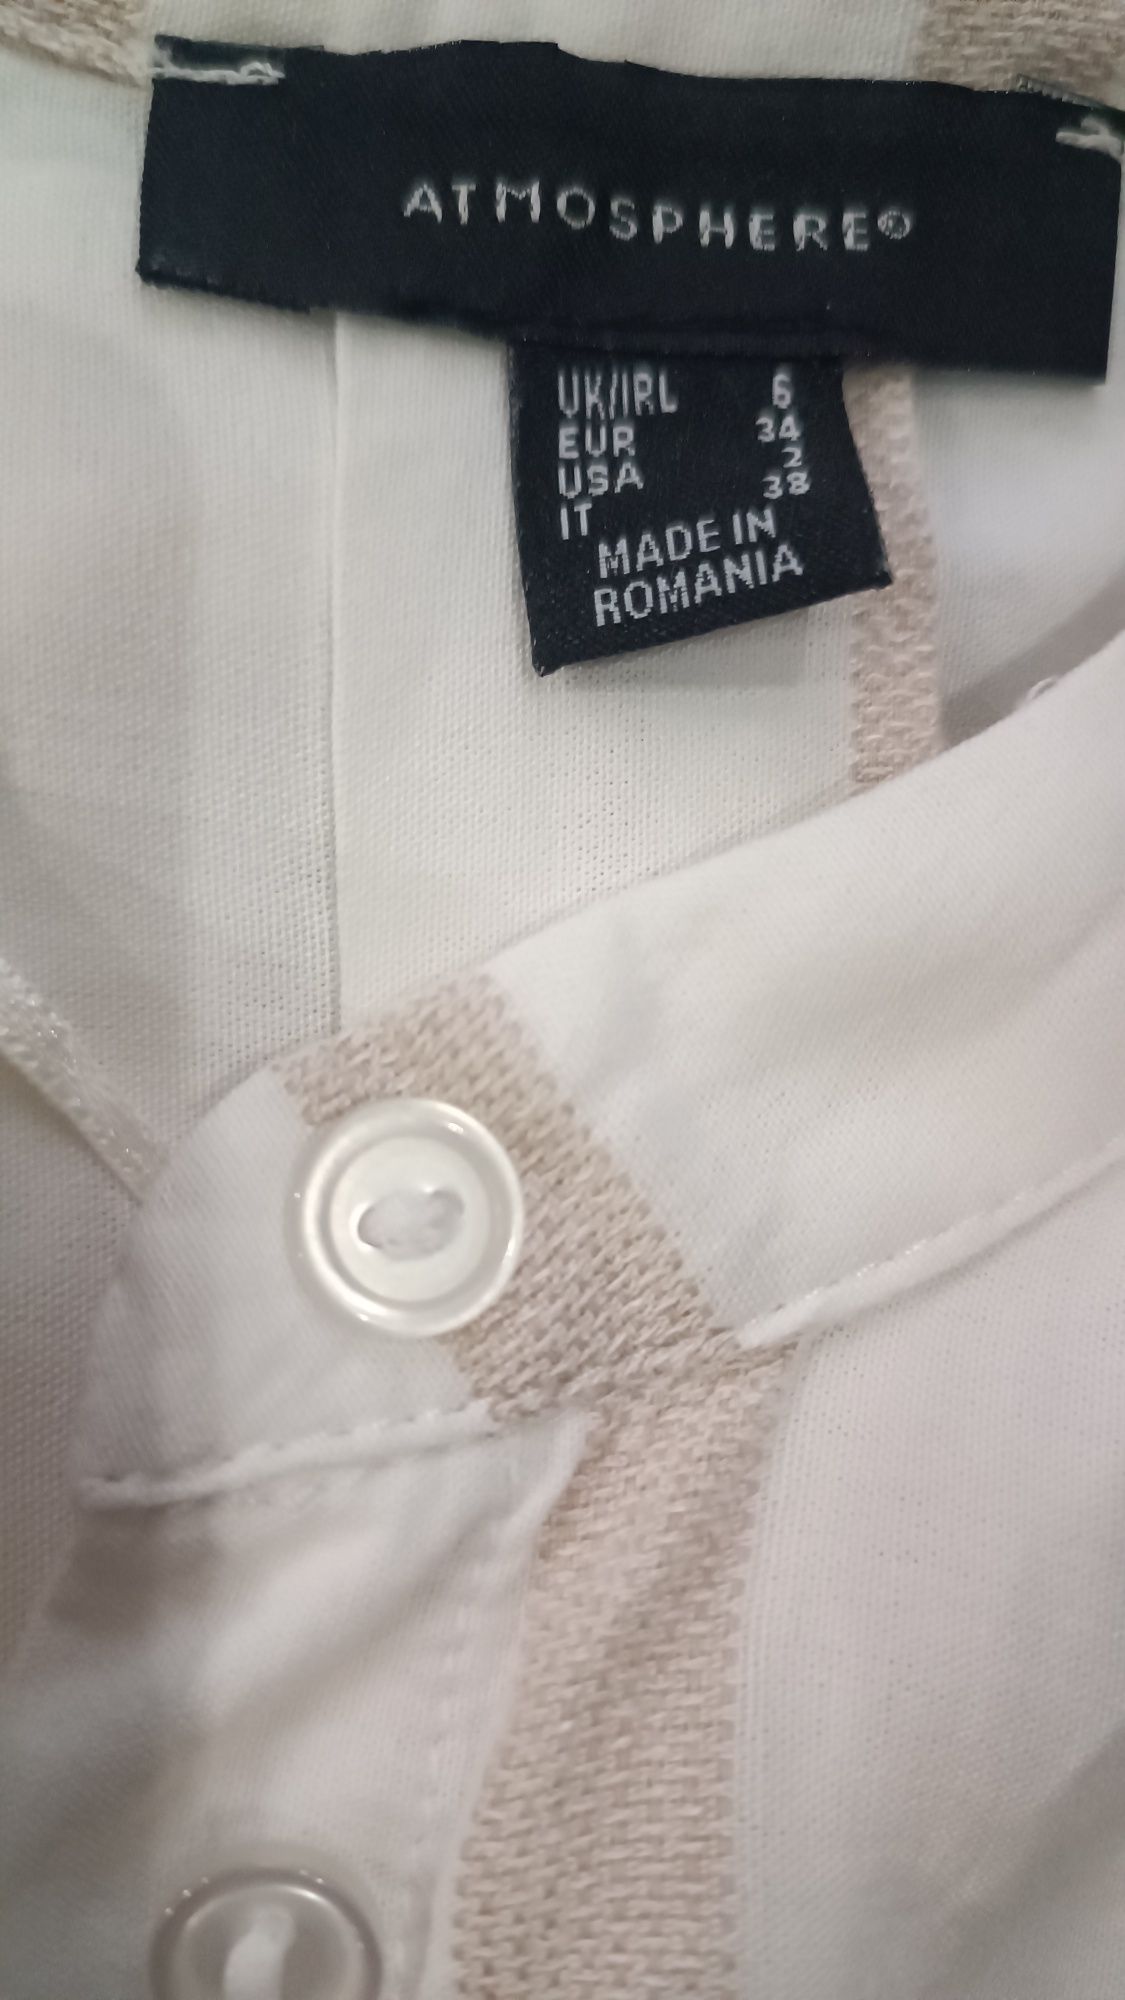 ATMOSPHERE®
UK/IRL 6
EUR 34
USA 2
IT 38
MADE IN
ROMANIA